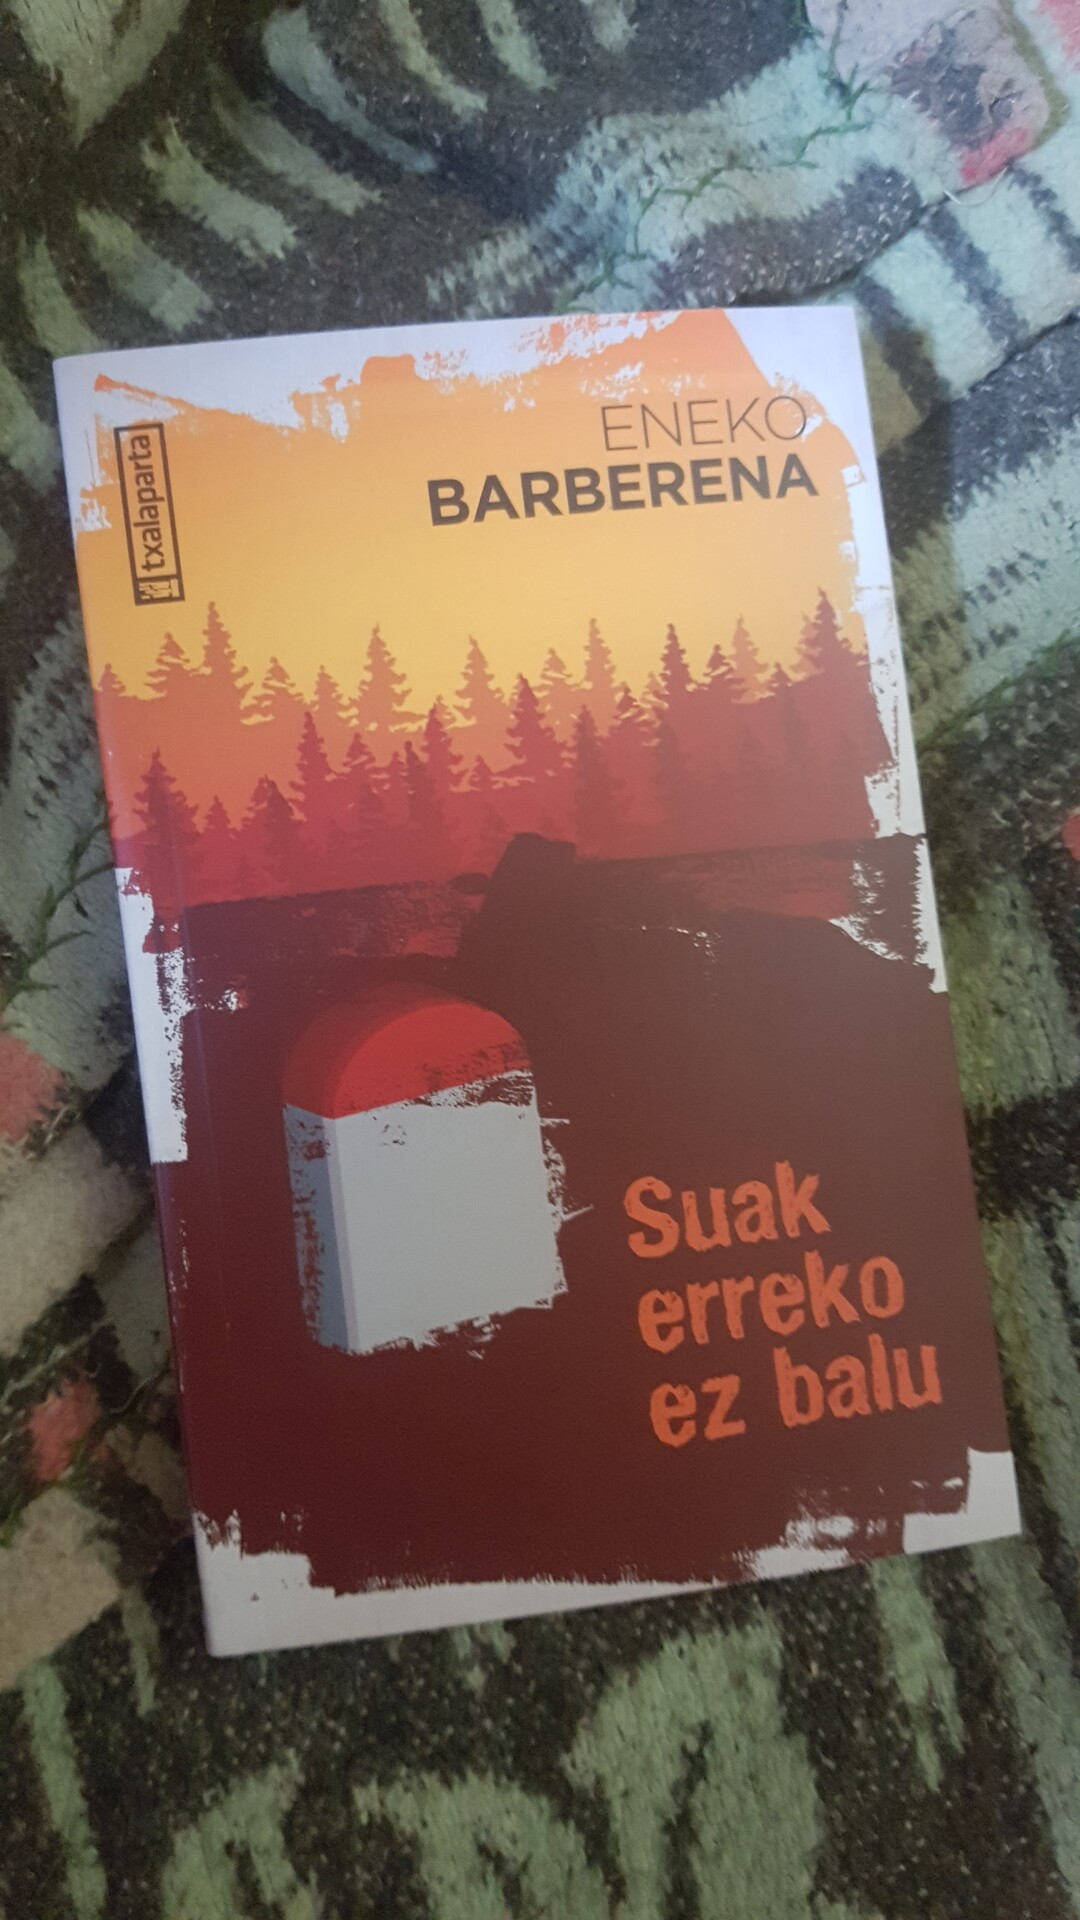 ENEKO
BARBERENA
txalaparta
Suak
erreko
ez balu